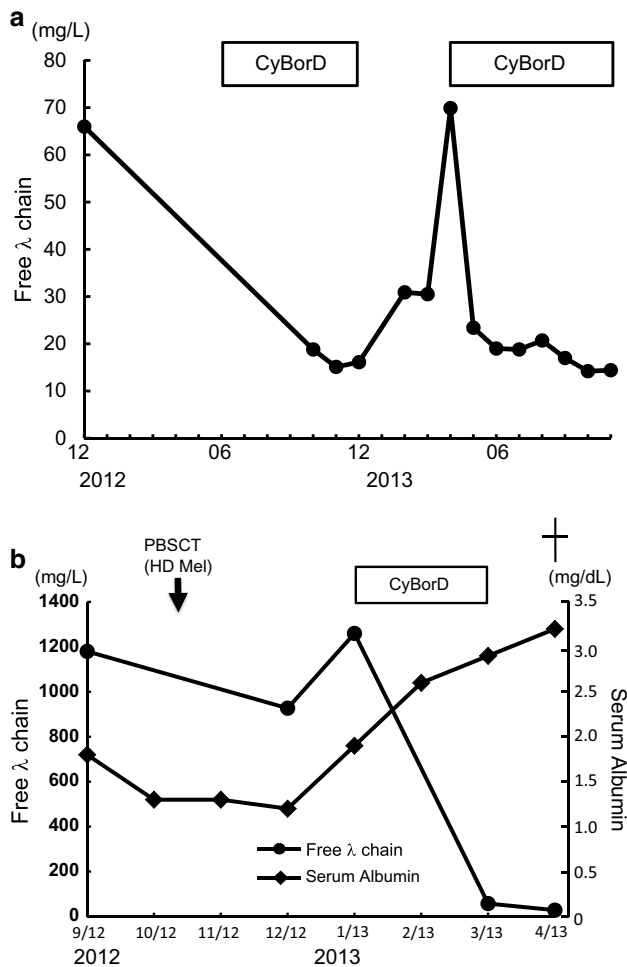 a
(mg/L)
CyBorD
CyBorD
80
70
60
50
40
30
20
10
0
Free λ chain
12
06
12
06
2012
2013
b
PBSCT
(HD Mel)
CyBorD
(mg/L)
(mg/dL)
1400
1200
1000
800
600
400
200
0
Free λ chain
3.5
3.0
2.5
2.0
1.5
1.0
0.5
0
Serum Albumin
Free λ chain
Serum Albumin
9/12
10/12
11/12
12/12
1/13
2/13
3/13
4/13
2012
2013